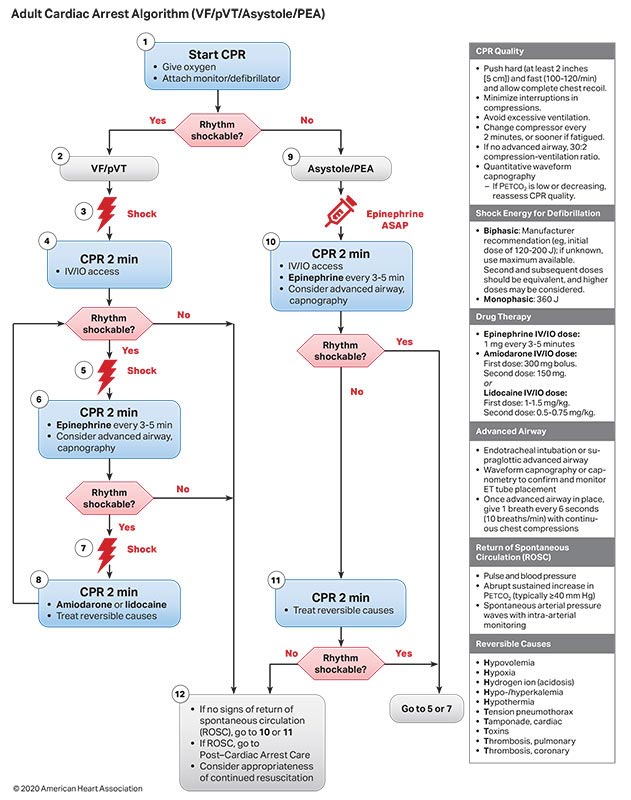 Adult Cardiac Arrest Algorithm (VF/pVT/Asystole/PEA)
1
Start CPR
• Give oxygen
• Attach monitor/defibrillator
Rhythm
shockable?
Yes
No
2
VF/pVT
3
Shock
4
CPR 2 min
• IV/IO access
Rhythm
shockable?
No
Yes
5
Shock
6
CPR 2 min
• Epinephrine every 3-5 min
• Consider advanced airway,
capnography
Rhythm
shockable?
No
Yes
7
Shock
8
CPR 2 min
• Amiodarone or lidocaine
• Treat reversible causes
9
Asystole/PEA
Epinephrine
ASAP
10
CPR 2 min
• IV/IO access
• Epinephrine every 3-5 min
• Consider advanced airway,
capnography
Rhythm
shockable?
Yes
No
11
CPR 2 min
• Treat reversible causes
Rhythm
shockable?
No
Yes
12
• If no signs of return of
spontaneous circulation
(ROSC), go to 10 or 11
• If ROSC, go to
Post–Cardiac Arrest Care
• Consider appropriateness
of continued resuscitation
Go to 5 or 7
CPR Quality
• Push hard (at least 2 inches
[5 cm]) and fast (100-120/min)
and allow complete chest recoil.
• Minimize interruptions in
compressions.
• Avoid excessive ventilation.
• Change compressor every
2 minutes, or sooner if fatigued.
• If no advanced airway, 30:2
compression-ventilation ratio.
• Quantitative waveform
capnography
– If PETCO₂ is low or decreasing,
reassess CPR quality.
Shock Energy for Defibrillation
• Biphasic: Manufacturer
recommendation (eg, initial
dose of 120-200 J); if unknown,
use maximum available.
Second and subsequent doses
should be equivalent, and higher
doses may be considered.
• Monophasic: 360 J
Drug Therapy
• Epinephrine IV/IO dose:
1 mg every 3-5 minutes
• Amiodarone IV/IO dose:
First dose: 300 mg bolus.
Second dose: 150 mg.
or
Lidocaine IV/IO dose:
First dose: 1-1.5 mg/kg.
Second dose: 0.5-0.75 mg/kg.
Advanced Airway
• Endotracheal intubation or su-
praglottic advanced airway
• Waveform capnography or cap-
nometry to confirm and monitor
ET tube placement
• Once advanced airway in place,
give 1 breath every 6 seconds
(10 breaths/min) with continu-
ous chest compressions
Return of Spontaneous
Circulation (ROSC)
• Pulse and blood pressure
• Abrupt sustained increase in
PETCO₂ (typically ≥40 mm Hg)
• Spontaneous arterial pressure
waves with intra-arterial
monitoring
Reversible Causes
• Hypovolemia
• Hypoxia
• Hydrogen ion (acidosis)
• Hypo-/hyperkalemia
• Hypothermia
• Tension pneumothorax
• Tamponade, cardiac
• Toxins
• Thrombosis, pulmonary
• Thrombosis, coronary
© 2020 American Heart Association